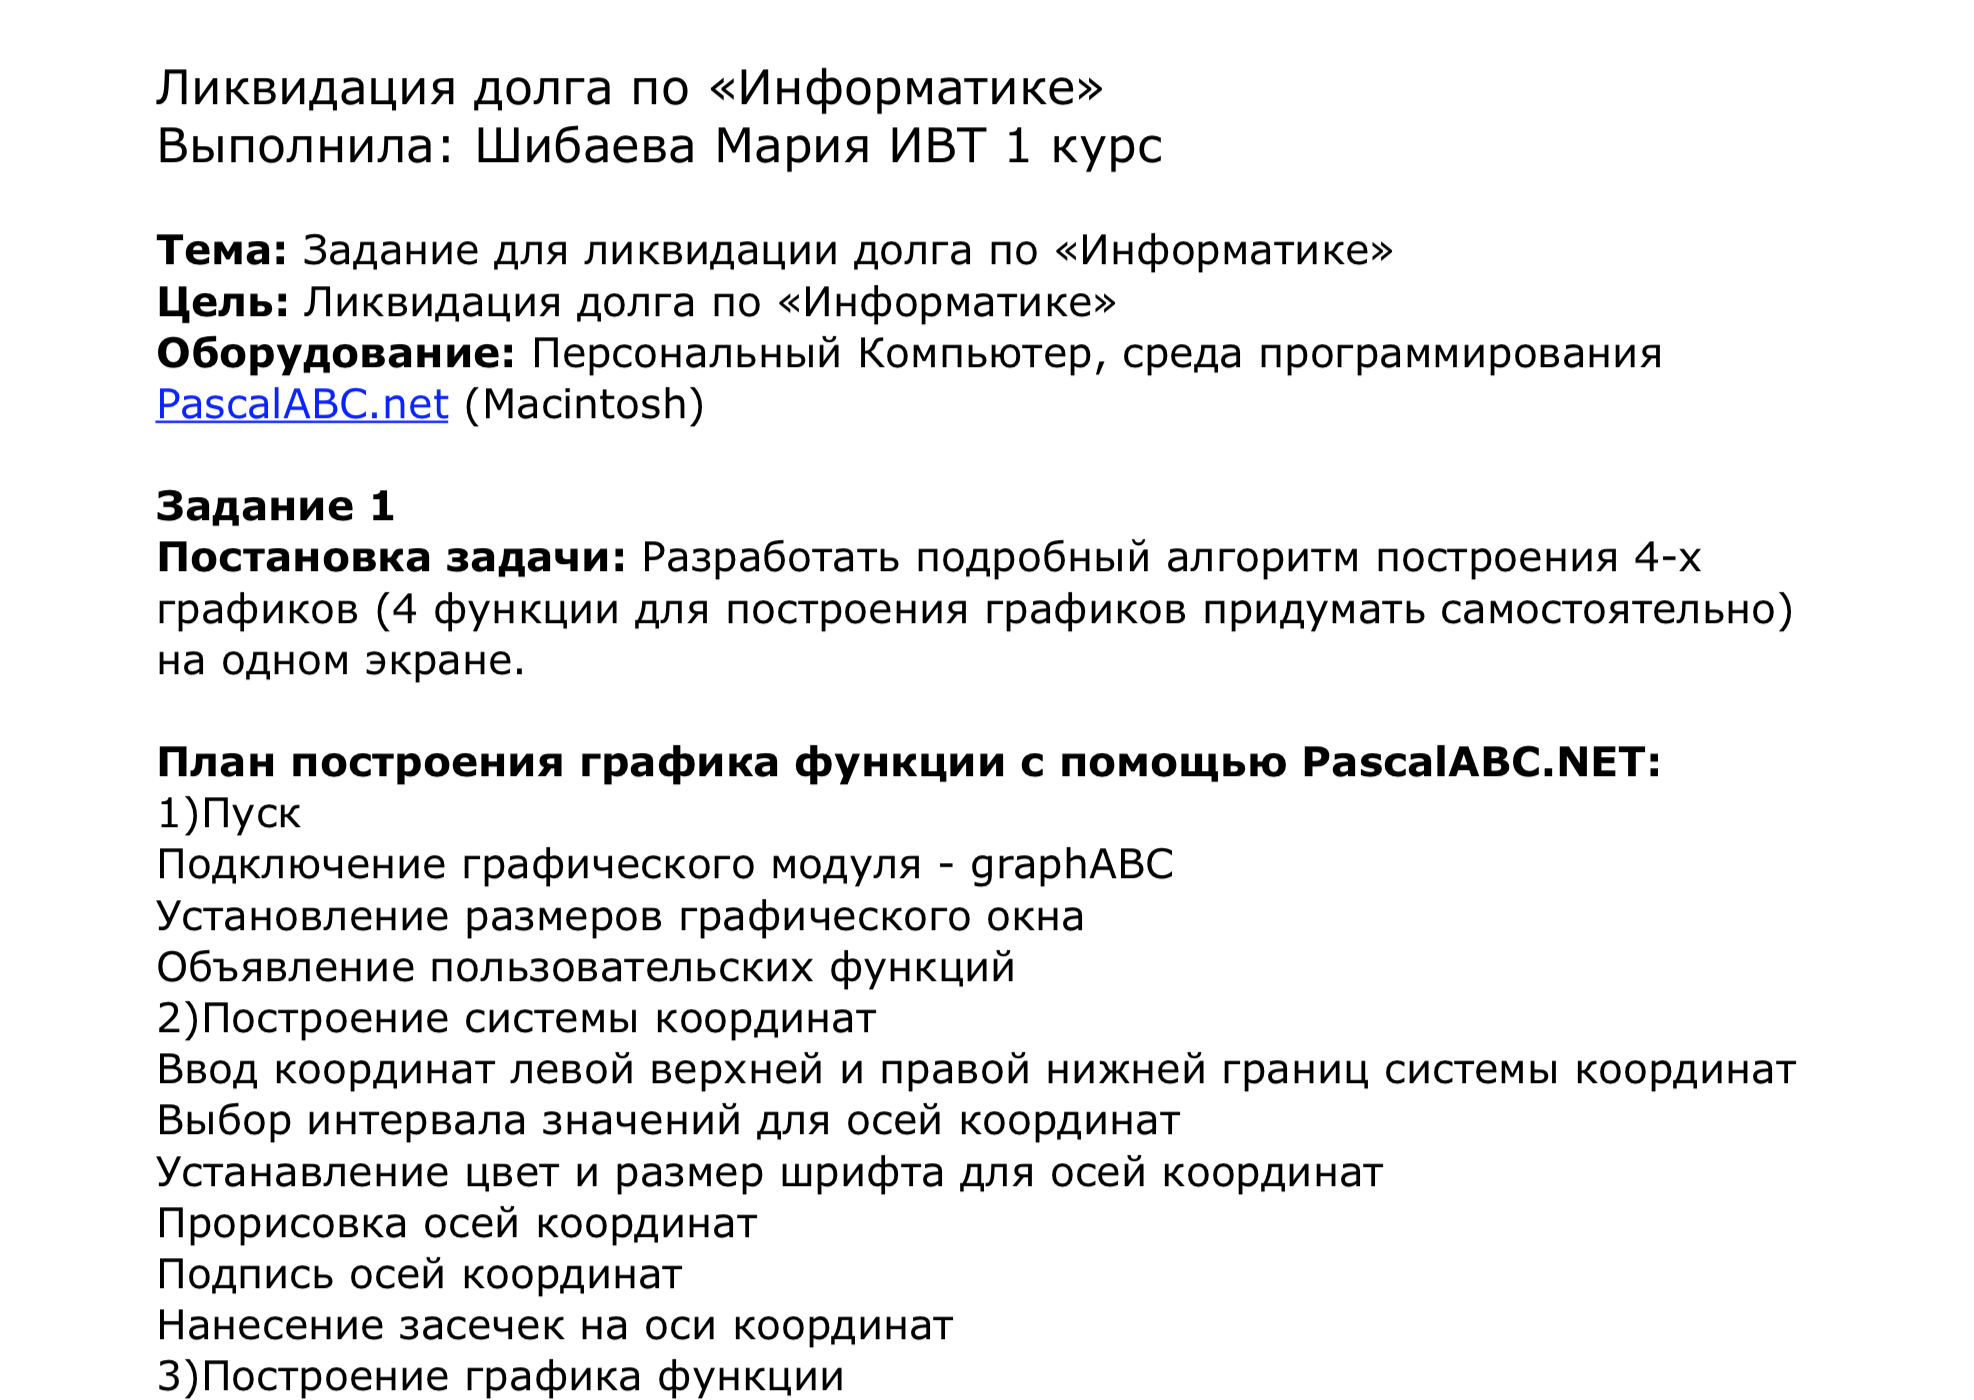 Ликвидация долга по «Информатике»
Выполнила: Шибаева Мария ИВТ 1 курс
Тема: Задание для ликвидации долга по «Информатике»
Цель: Ликвидация долга по «Информатике»
Оборудование: Персональный Компьютер, среда программирования
PascalABC.net (Macintosh)
Задание 1
Постановка задачи: Разработать подробный алгоритм построения 4-х
графиков (4 функции для построения графиков придумать самостоятельно)
на одном экране.
План построения графика функции с помощью PascalABC.NET:
1)Пуск
Подключение графического модуля - graphABC
Установление размеров графического окна
Объявление пользовательских функций
2)Построение системы координат
Ввод координат левой верхней и правой нижней границ системы координат
Выбор интервала значений для осей координат
Устанавление цвет и размер шрифта для осей координат
Прорисовка осей координат
Подпись осей координат
Нанесение засечек на оси координат
3)Построение графика функции